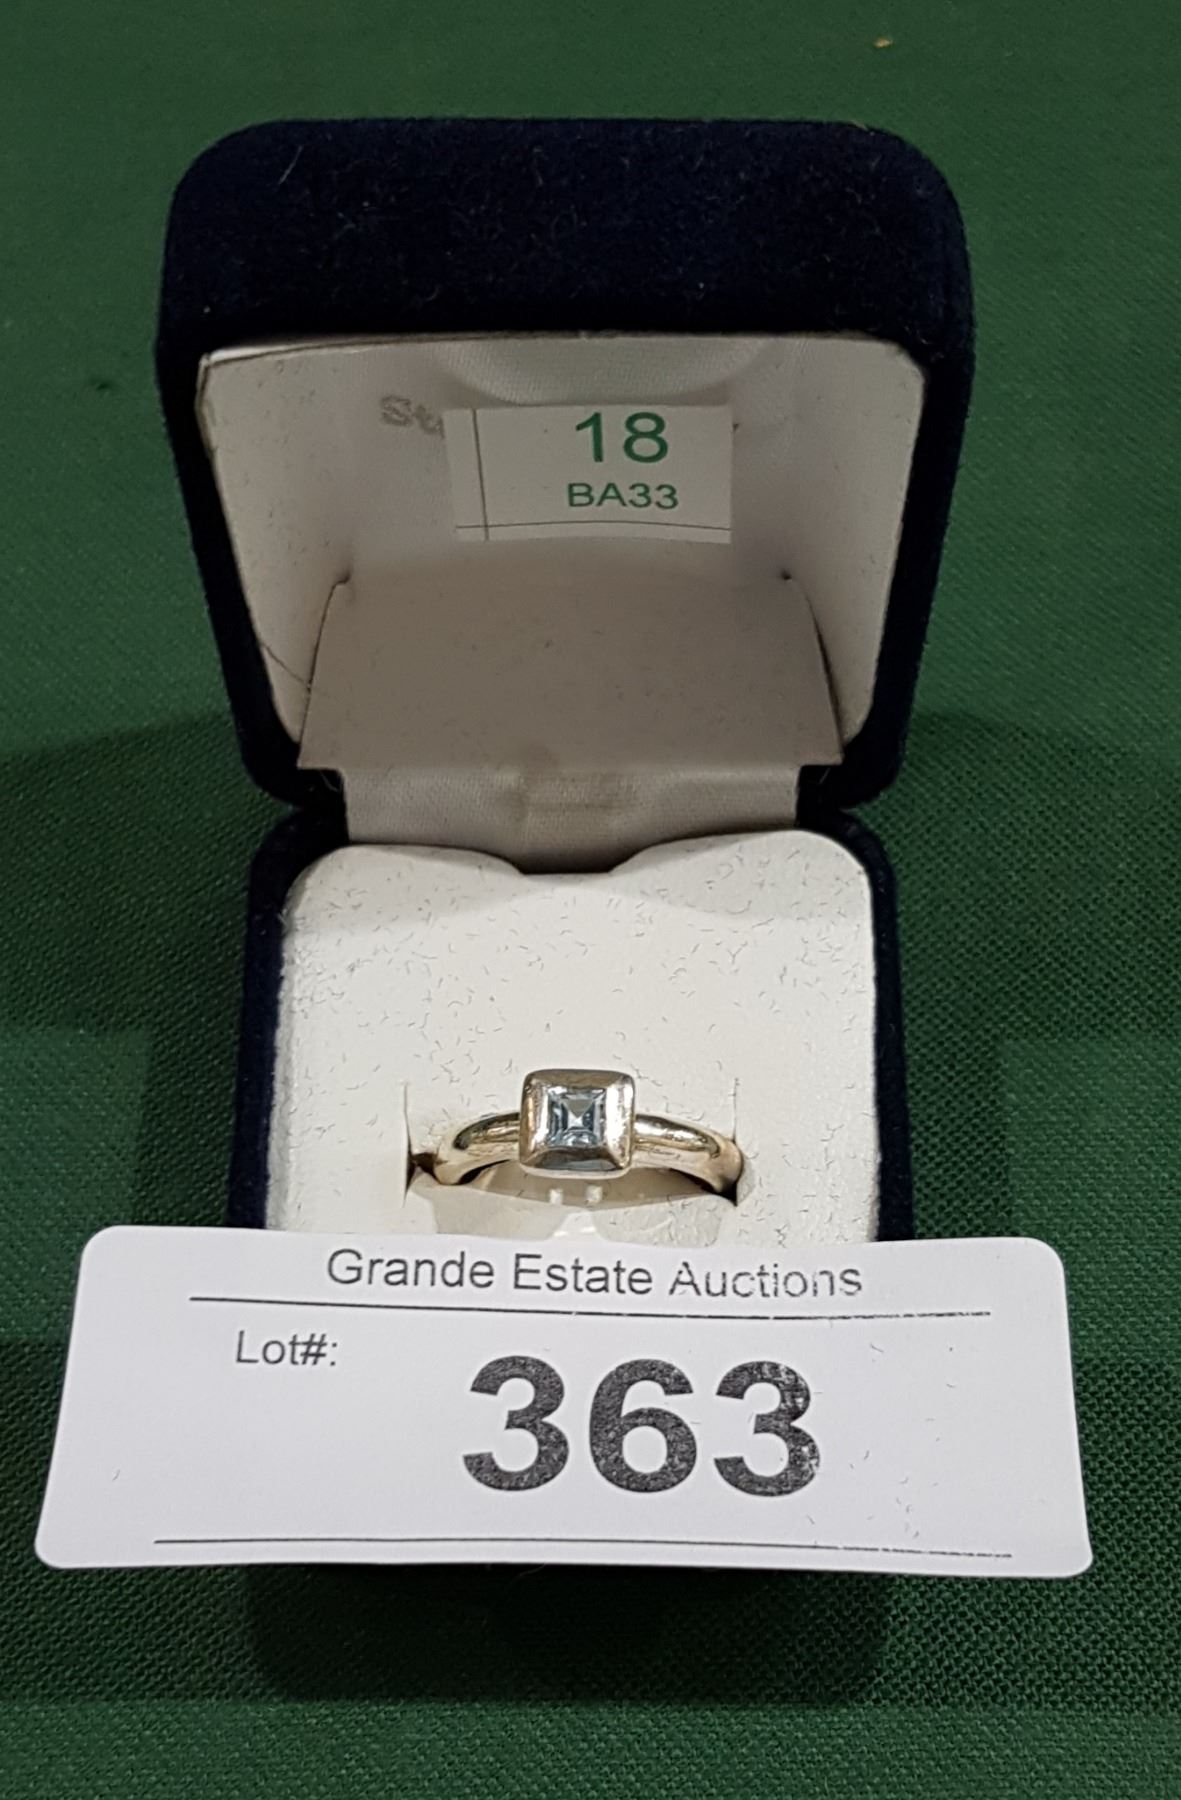 18
BA33
Grande Estate Auctions
Lot#:
363